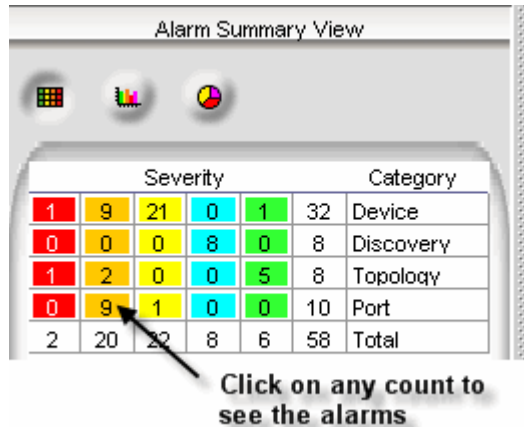 Alarm Summary View
Severity Category
1 9 21 0 1 32 Device
0 0 0 8 0 8 Discovery
1 2 0 0 5 8 Topology
0 9 1 0 0 10 Port
2 20 22 8 6 58 Total
Click on any count to
see the alarms